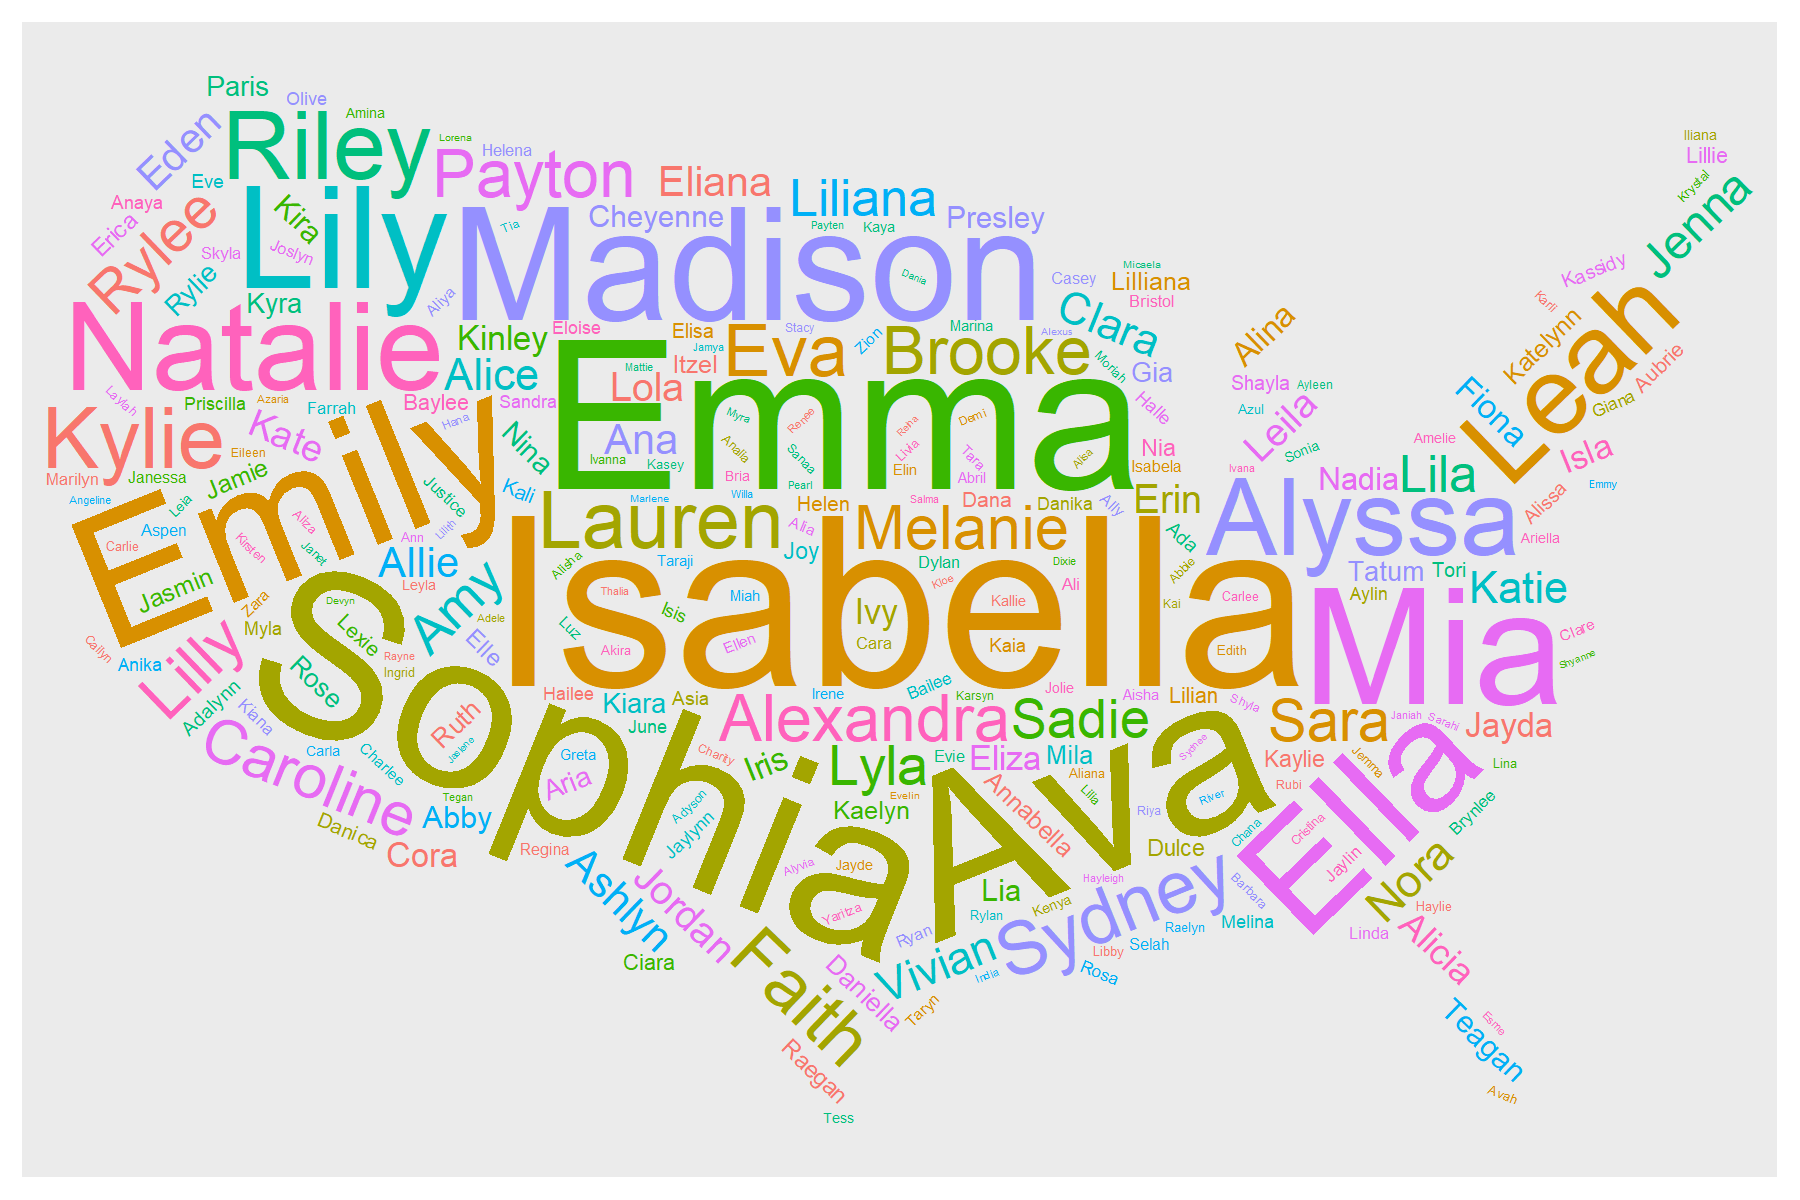 Paris
Olive
Amina
Riley
Lorena
Helena
Iliana
Lillie
Eden
Eve
Payton
Eliana
Liliana
Krystal
Jenna
Anaya
Erica
Rylee
Kira
Lily
Tia
Cheyenne
Madison
Payten
Kaya
Presley
Skyla
Joslyn
Rylie
Kyra
Aliya
Dania
Casey
Micaela
Lilliana
Bristol
Kassidy
Karli
Natalie
Kinley
Eloise
Elisa
Stacy
Zion
Marina
Alexus
Clara
Alina
Katelynn
Leah
Aubrie
Jamya
Itzel
Eva
Brooke
Moriah
Gia
Alice
Mattie
Lola
Emma
Shayla
Ayleen
Fiona
Giana
Laylah
Priscilla
Azaria
Farrah
Baylee
Sandra
Hana
Myra
Renee
Rana
Demi
Halle
Azul
Leila
Kylie
Kate
Nina
Ana
Analia
Sanaa
Livia
Tara
Alisa
Nia
Sonia
Amelie
Isla
Eileen
Ivanna
Kasey
Elin
Isabela
Ivana
Marilyn
Janessa
Jamie
Emily
Justice
Kali
Bria
Pearl
Abril
Nadia
Lila
Emmy
Angeline
Leia
Marlene
Willa
Helen
Salma
Dana
Danika
Ally
Erin
Alissa
Aspen
Aliza
Lilith
Lauren
Alia
Melanie
Alyssa
Ariella
Carlie
Kirsten
Janet
Ann
Allie
Alisha
Taraji
Joy
Dylan
Dixie
Ada
Abbie
Tatum
Tori
Jasmin
Leyla
Isabella
Thalia
Miah
Kloe
Ali
Kallie
Carlee
Aylin
Katie
Zara
Devyn
Amy
Isis
Ivy
Kai
Mia
Myla
Lexie
Adele
Luz
Clare
Callyn
Anika
Lilly
Rayne
Elle
Akira
Ellen
Cara
Kaia
Edith
Shyanne
Sophia
Rose
Ingrid
Adalynn
Kiana
Hailee
Kiara
Asia
Irene
Bailee
Karsyn
Jolie
Aisha
Lilian
Shyla
Caroline
Ruth
June
Alexandra
Sadie
Sara
Janiah
Sarahi
Jayda
Carla
Charlee
Jaelene
Greta
Charity
Iris
Lyla
Evie
Eliza
Mila
Ava
Sydnee
Kaylie
Jemma
Ella
Lina
Aria
Aliana
Rubi
Tegan
Adyson
Evelin
Annabella
Lilla
River
Danica
Abby
Kaelyn
Riya
Chana
Cristina
Brynlee
Cora
Regina
Jaylynn
Dulce
Jaylin
Ashlyn
Jordan
Alyvia
Jayde
Lia
Hayleigh
Barbara
Nora
Yaritza
Kenya
Sydney
Haylie
Faith
Ryan
Rylan
Raelyn
Melina
Linda
Alicia
Ciara
Daniella
Vivian
India
Libby
Selah
Rosa
Taryn
Esme
Teagan
Raegan
Avah
Tess